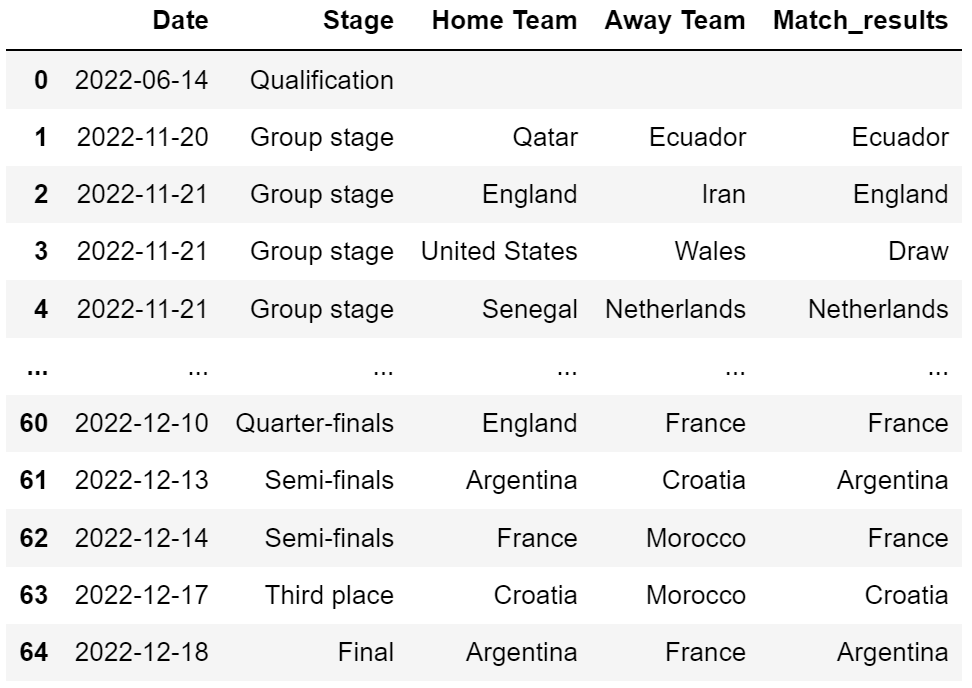 Date Stage Home Team Away Team Match_results
0 2022-06-14 Qualification
1 2022-11-20 Group stage Qatar Ecuador Ecuador
2 2022-11-21 Group stage England Iran England
3 2022-11-21 Group stage United States Wales Draw
4 2022-11-21 Group stage Senegal Netherlands Netherlands
... ... ... ... ... ...
60 2022-12-10 Quarter-finals England France France
61 2022-12-13 Semi-finals Argentina Croatia Argentina
62 2022-12-14 Semi-finals France Morocco France
63 2022-12-17 Third place Croatia Morocco Croatia
64 2022-12-18 Final Argentina France Argentina